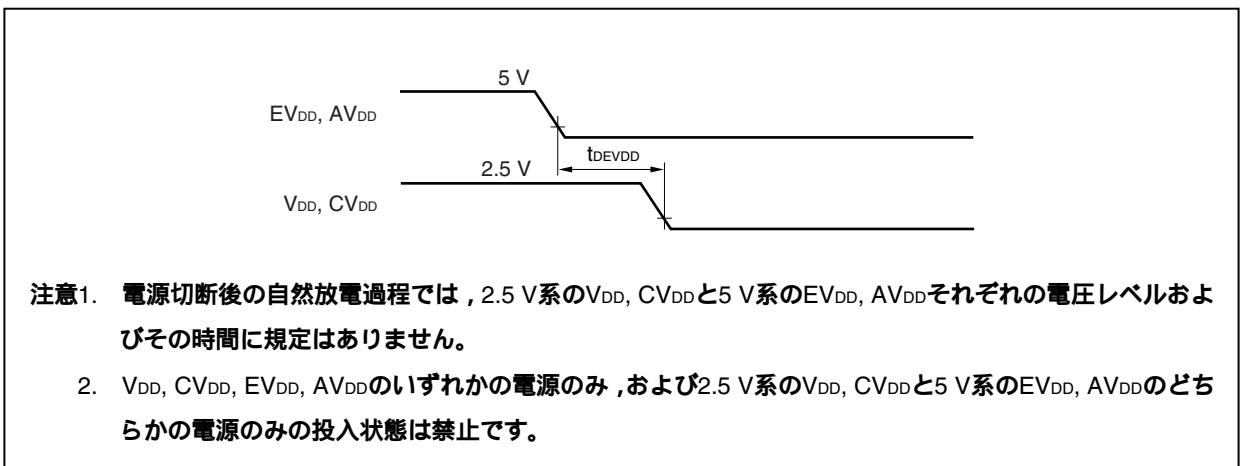 5 V
EVDD, AVDD
tDEVDD
2.5 V
VDD, CVDD
注意1. 電源切断後の自然放電過程では，2.5 V系のVDD, CVDDと5 V系のEVDD, AVDDそれぞれの電圧レベルおよ
びその時間に規定はありません。
2. VDD, CVDD, EVDD, AVDDのいずれかの電源のみ，および2.5 V系のVDD, CVDDと5 V系のEVDD, AVDDのどち
らかの電源のみの投入状態は禁止です。